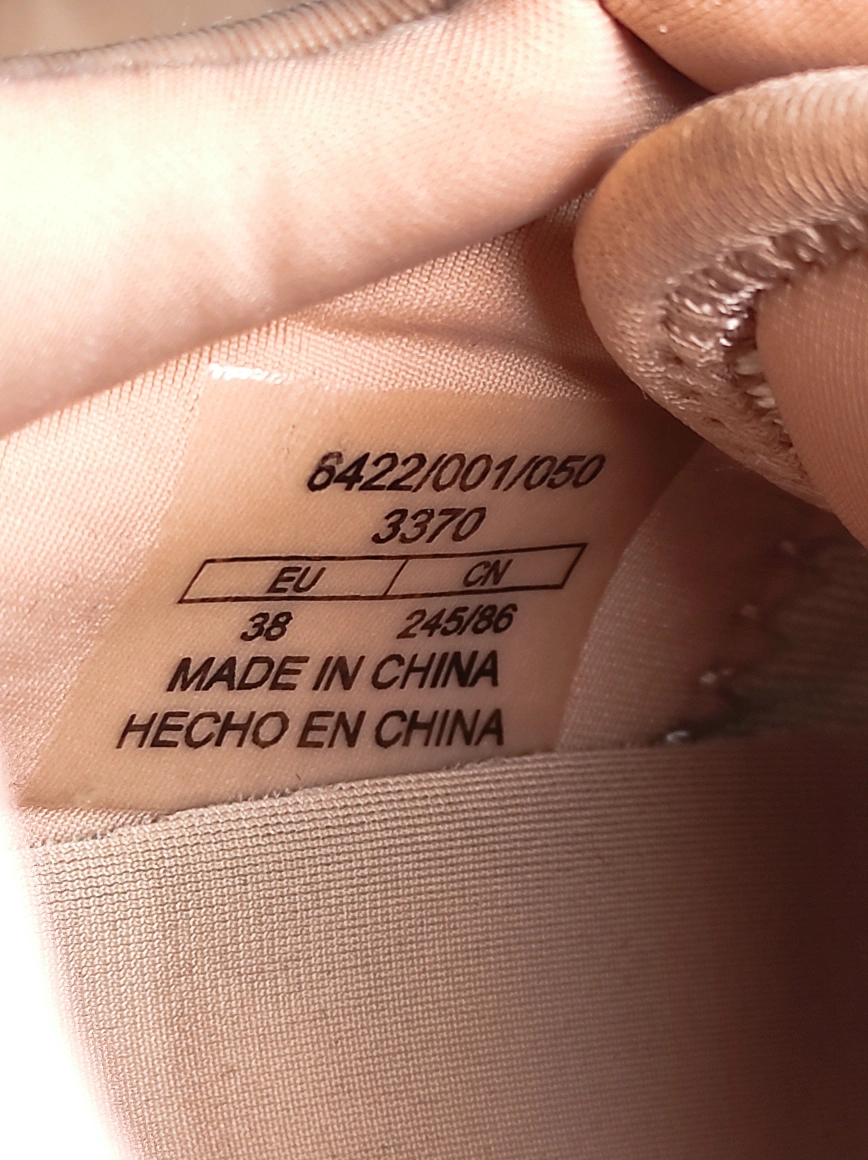 6422/001/050
3370
EU CN
38 245/86
MADE IN CHINA
HECHO EN CHINA